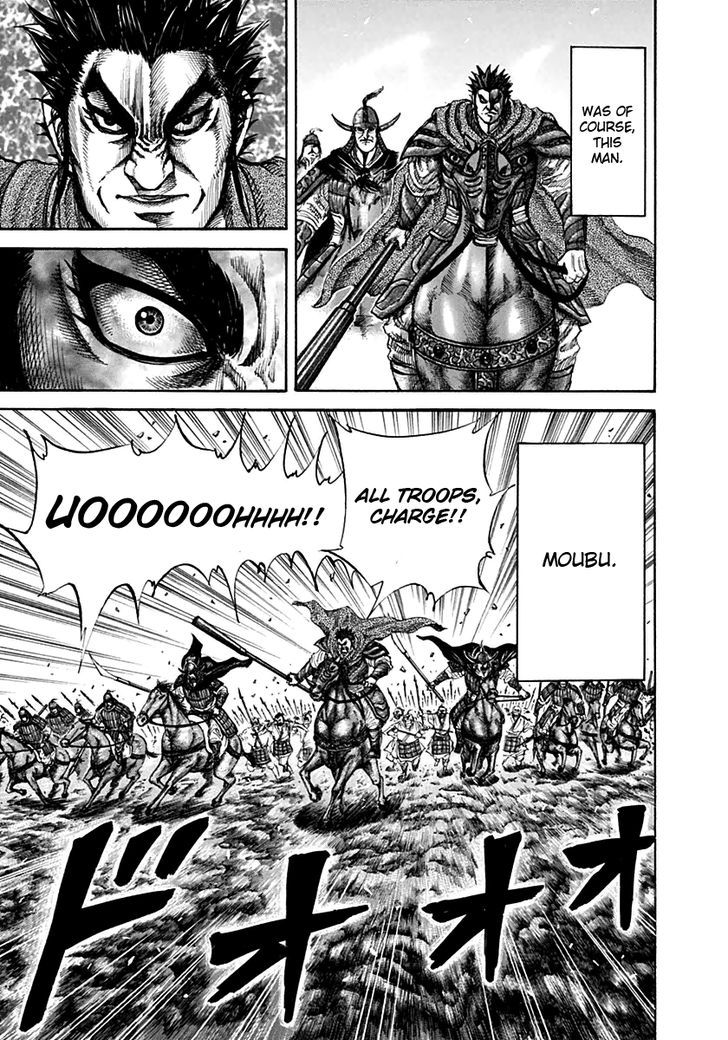 WAS OF
COURSE,
THIS
MAN.
MOUBU.
ALL TROOPS,
CHARGE!!
UOOOOOOHHHH!!
ドオオオ